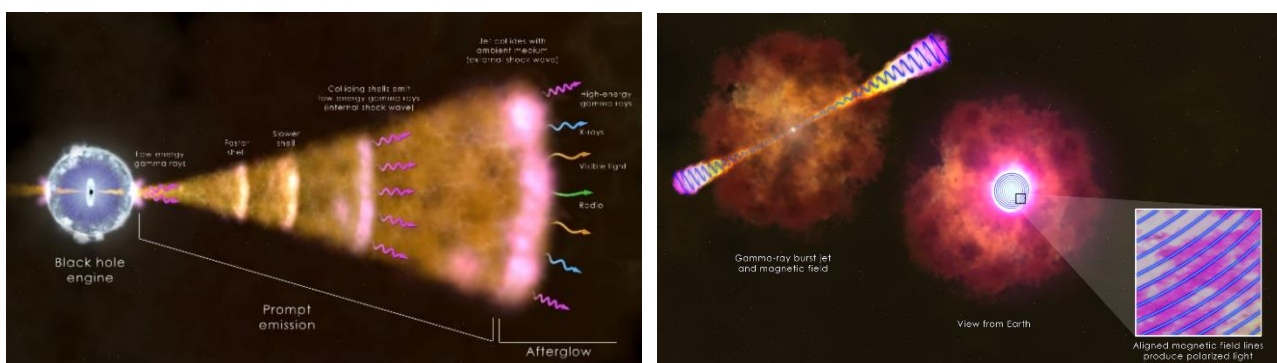 Jet collides with
ambient medium
(external shock wave)
Colliding shells emit
low energy gamma rays
(internal shock wave)
High-energy
gamma rays
Slower
shell
Faster
shell
X-rays
Low energy
gamma rays
Visible light
Radio
Black hole
engine
Prompt
emission
Afterglow
Gamma-ray burst jet
and magnetic field
View from Earth
Aligned magnetic field lines
produce polarized light